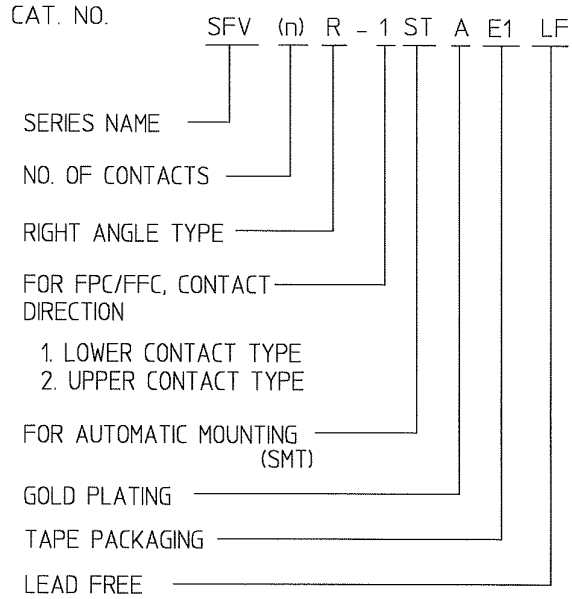 CAT. NO.
SFV (n) R - 1 ST A E1 LF
SERIES NAME
NO. OF CONTACTS
RIGHT ANGLE TYPE
FOR FPC/FFC, CONTACT
DIRECTION
1. LOWER CONTACT TYPE
2. UPPER CONTACT TYPE
FOR AUTOMATIC MOUNTING
(SMT)
GOLD PLATING
TAPE PACKAGING
LEAD FREE